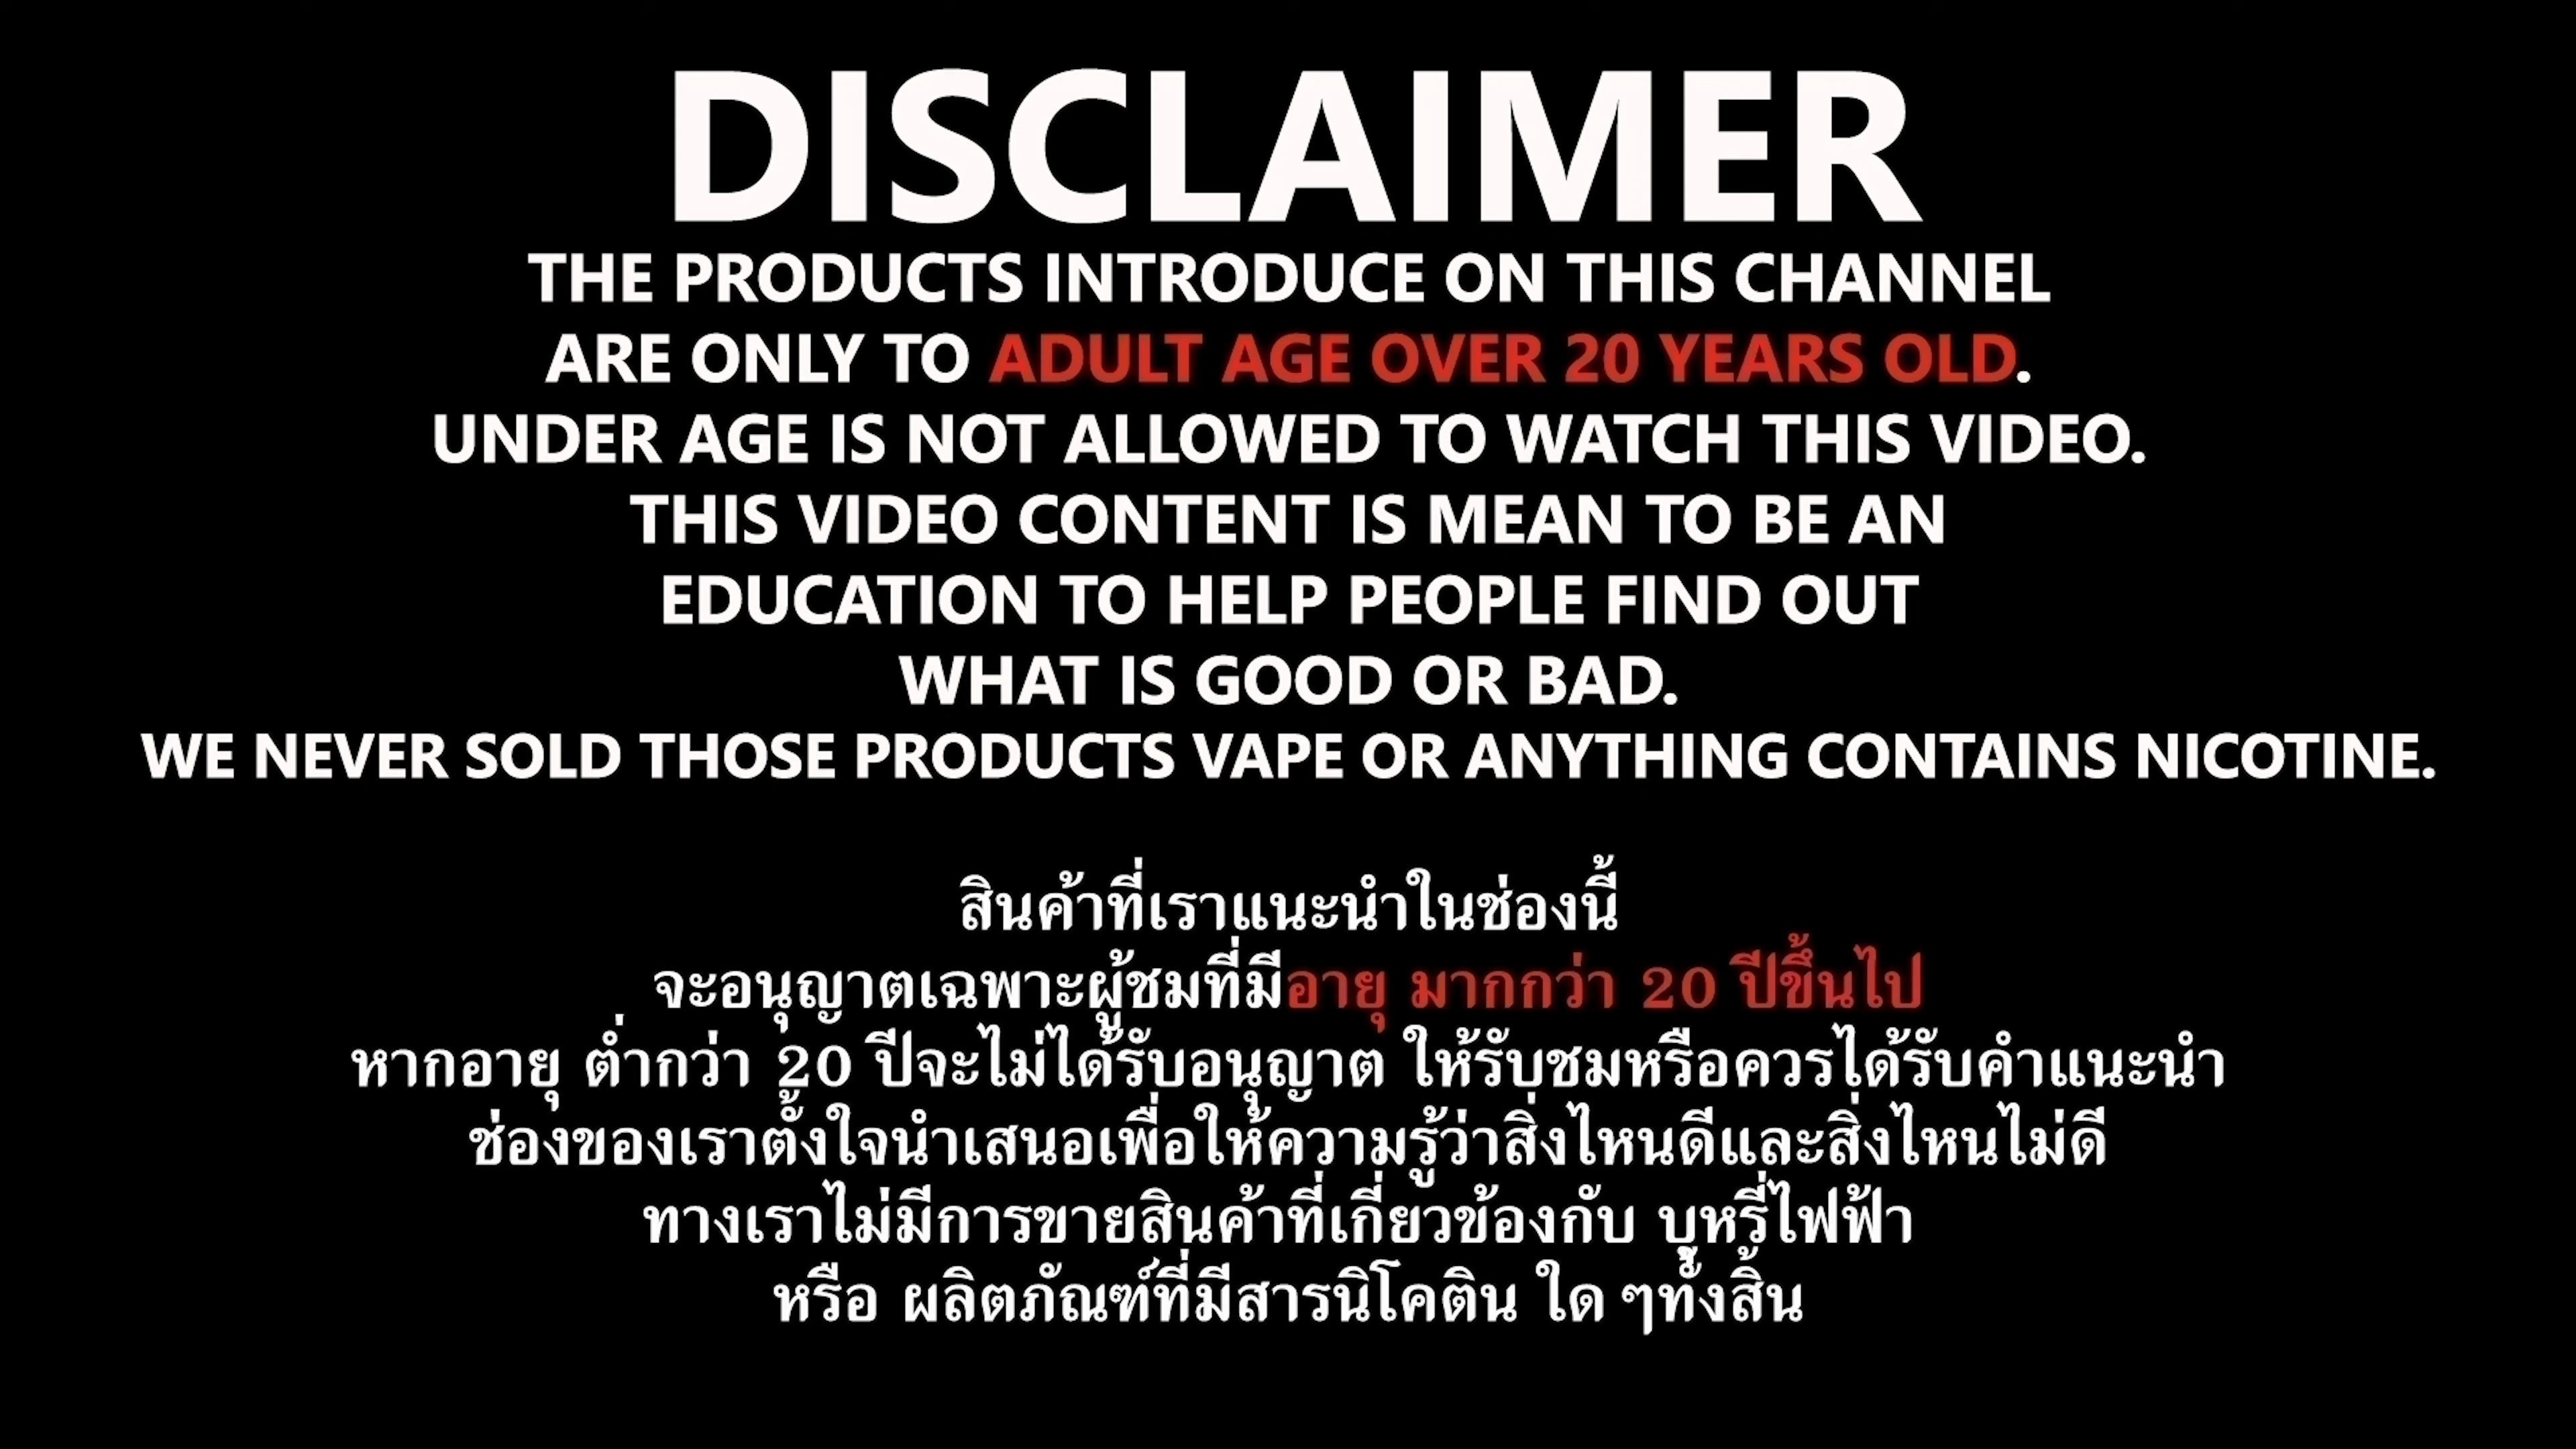 DISCLAIMER
THE PRODUCTS INTRODUCE ON THIS CHANNEL
ARE ONLY TO ADULT AGE OVER 20 YEARS OLD.
UNDER AGE IS NOT ALLOWED TO WATCH THIS VIDEO.
THIS VIDEO CONTENT IS MEAN TO BE AN
EDUCATION TO HELP PEOPLE FIND OUT
WHAT IS GOOD OR BAD.
WE NEVER SOLD THOSE PRODUCTS VAPE OR ANYTHING CONTAINS NICOTINE.
สินค้าที่เราแนะนำในช่องนี้
จะอนุญาตเฉพาะผู้ชมที่มีอายุ มากกว่า 20 ปีขึ้นไป
หากอายุ ต่ำกว่า 20 ปีจะไม่ได้รับอนุญาต ให้รับชมหรือควรได้รับคำแนะนำ
ช่องของเราตั้งใจนำเสนอเพื่อให้ความรู้ว่าสิ่งไหนดีและสิ่งไหนไม่ดี
ทางเราไม่มีการขายสินค้าที่เกี่ยวข้องกับ บุหรี่ไฟฟ้า
หรือ ผลิตภัณฑ์ที่มีสารนิโคติน ใด ๆทั้งสิ้น